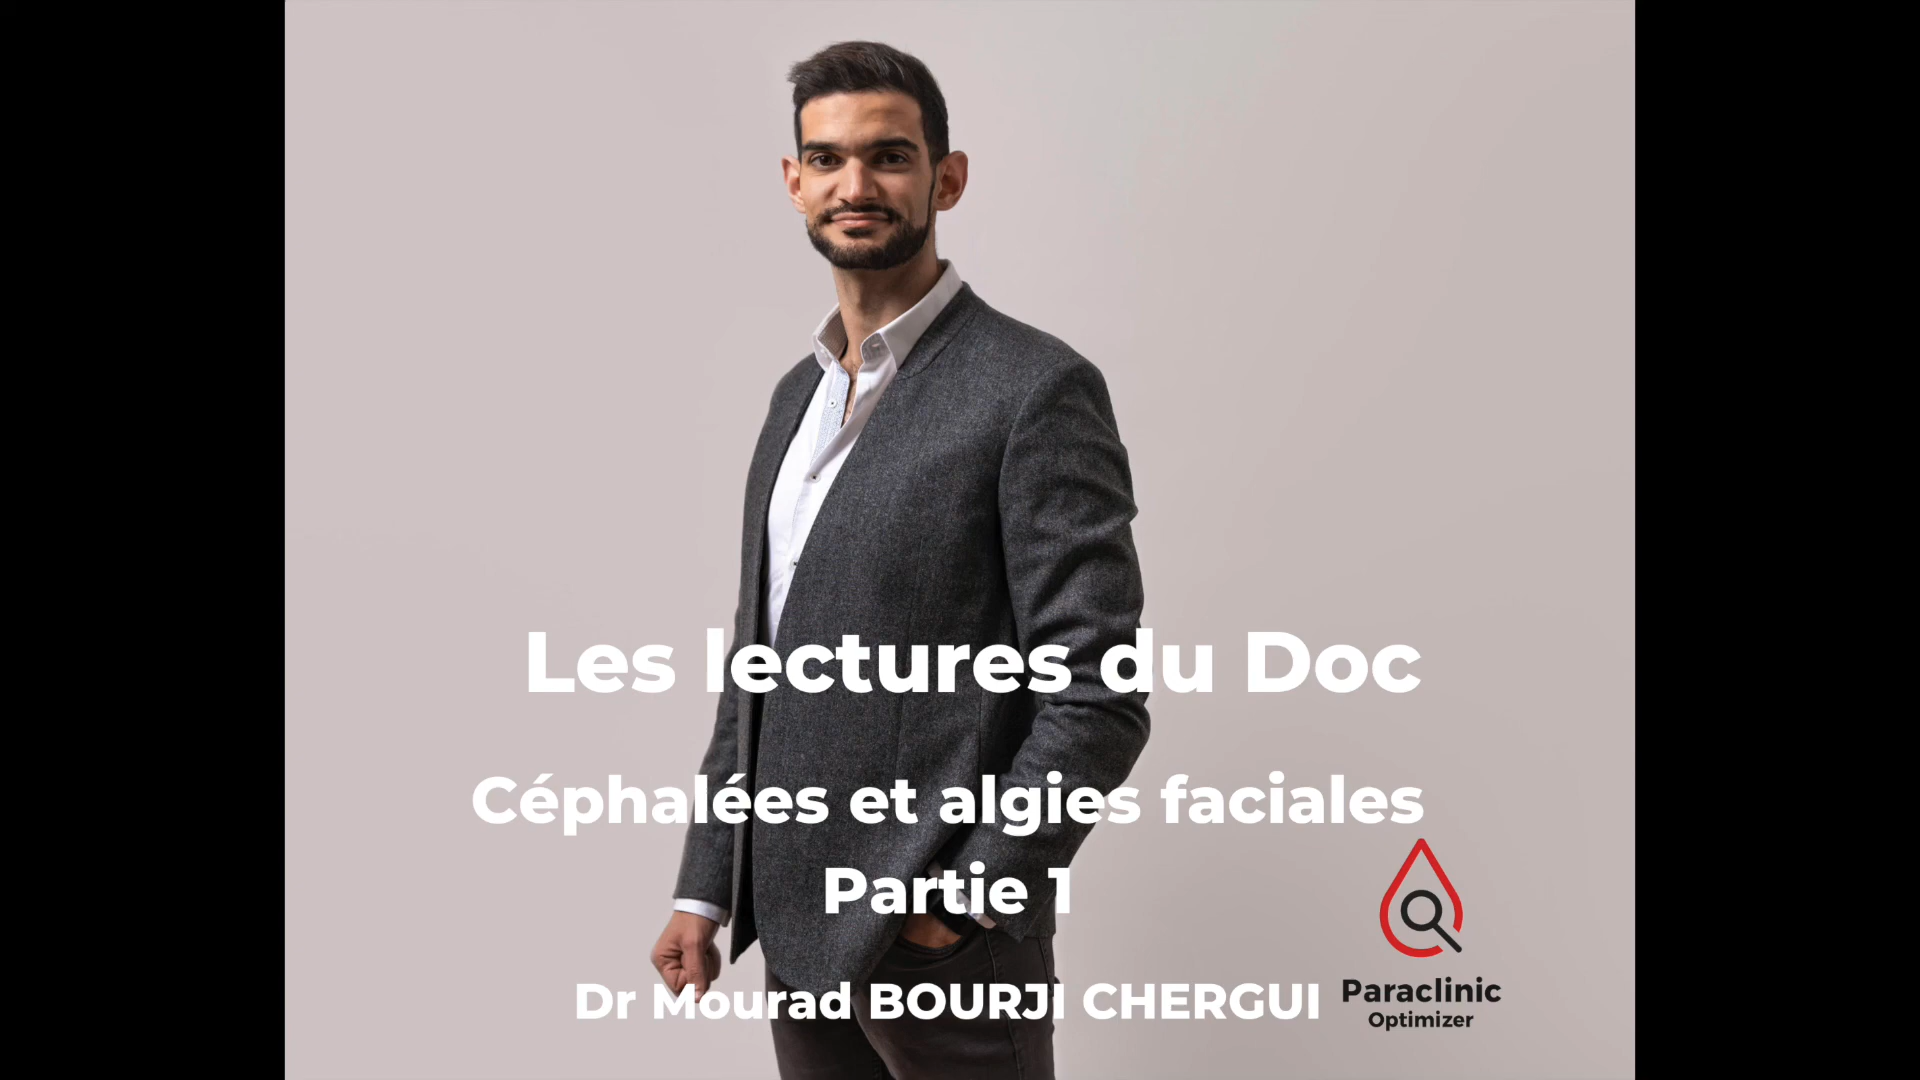 Les lectures du Doc
Céphalées et algies faciales
Partie 1
Dr Mourad BOURJI CHERGUI
Paraclinic
Optimizer